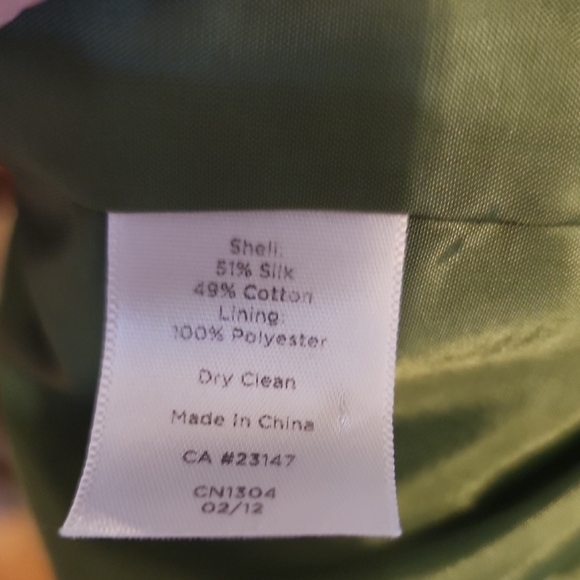 Shell:
51% Silk
49% Cotton
Lining:
100% Polyester
Dry Clean
Made In China
CA #23147
CN1304
02/12